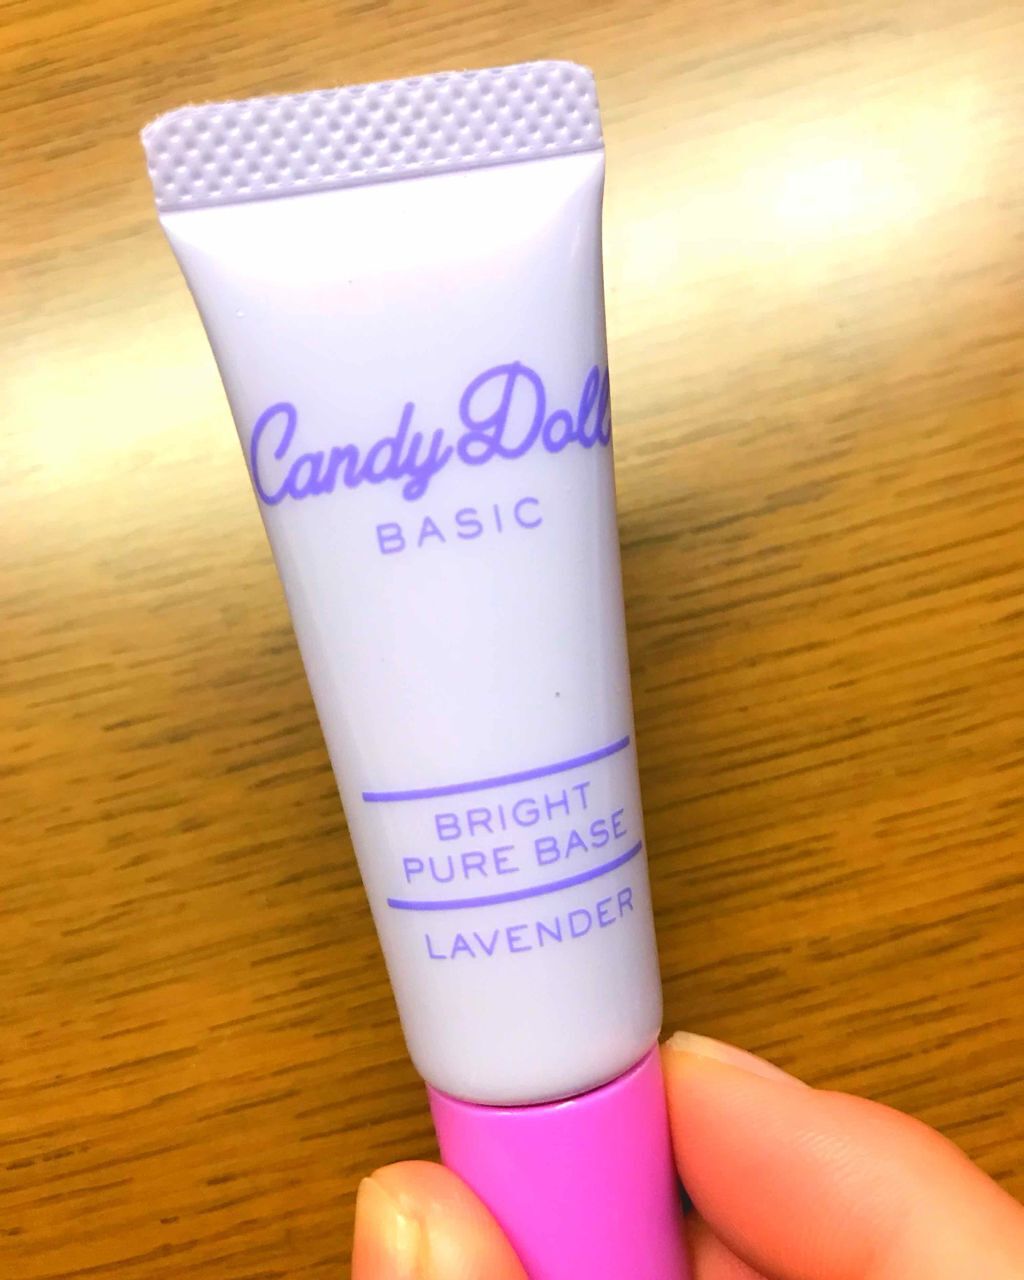 Candy Doll
BASIC
BRIGHT
PURE BASE
LAVENDER